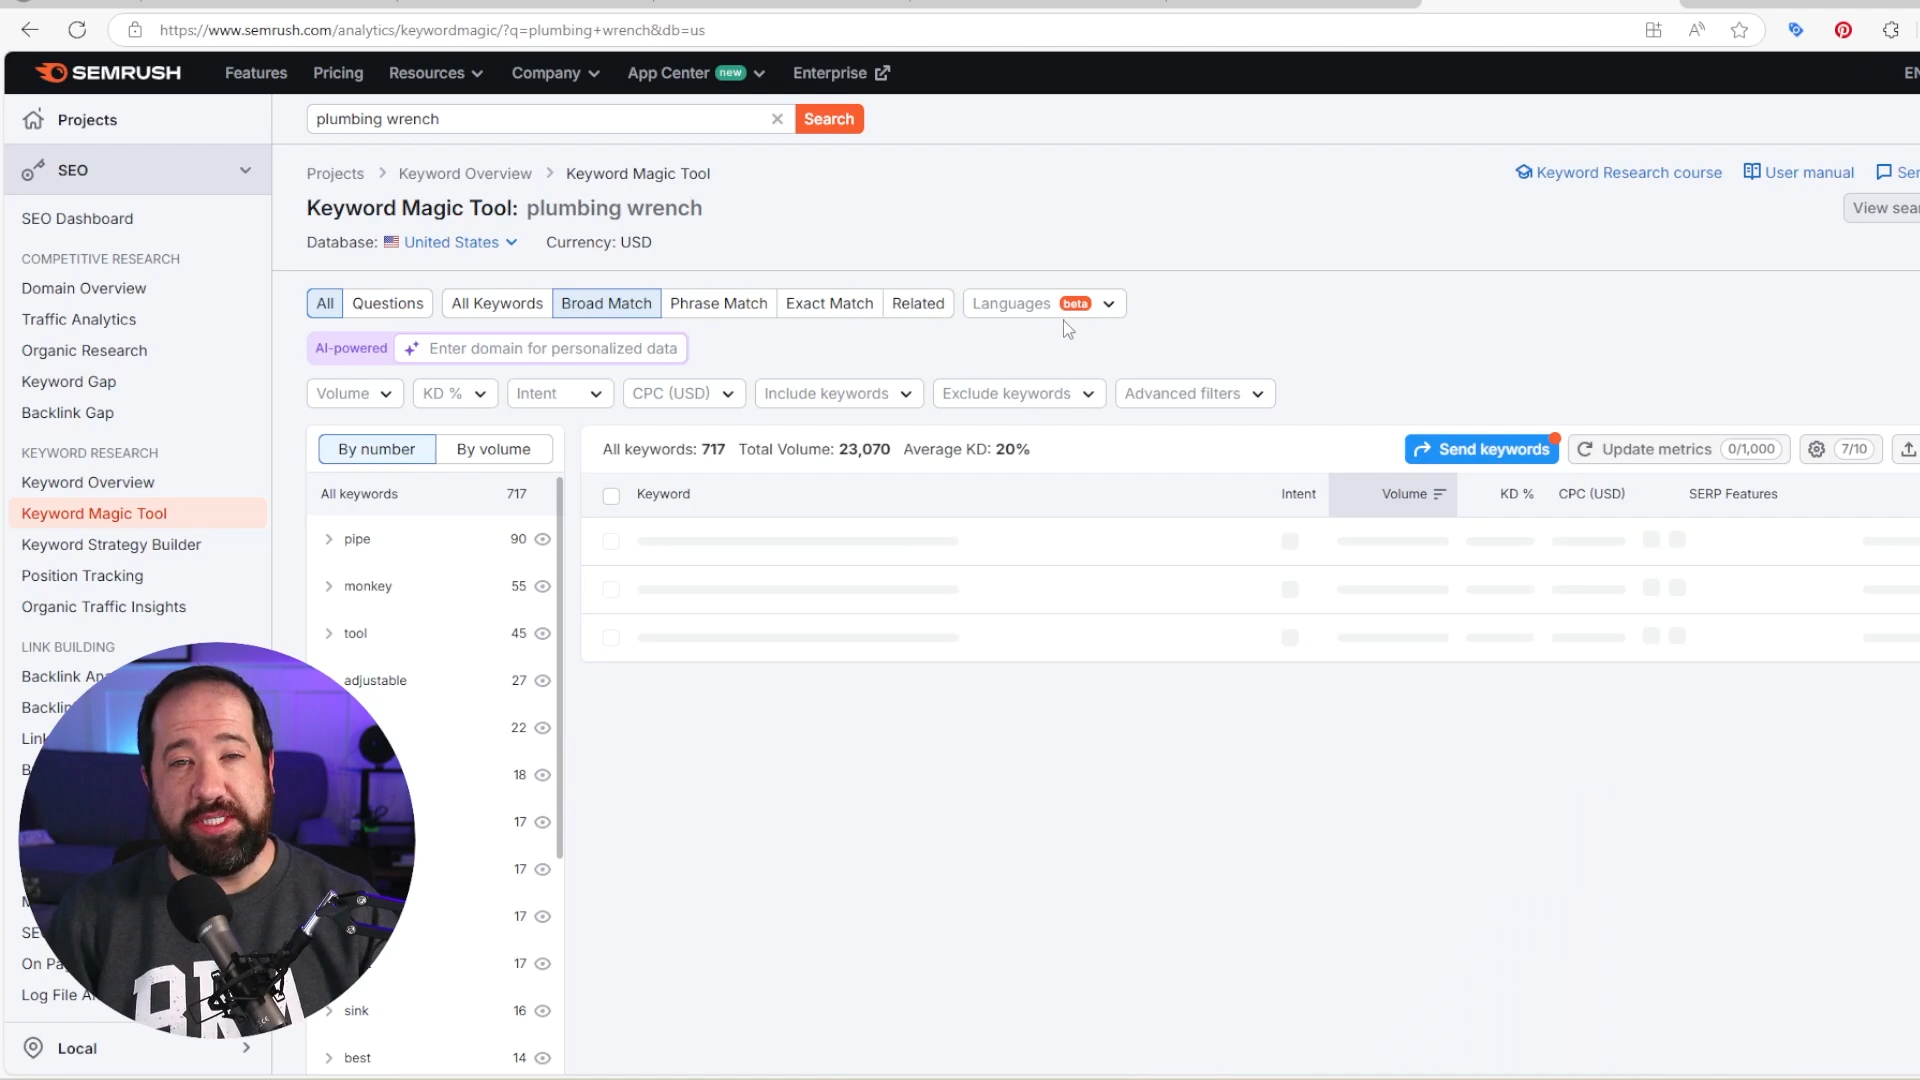 https://www.semrush.com/analytics/keywordmagic/?q=plumbing+wrench&db=us
SEMRUSH Features Pricing Resources Company App Center new Enterprise EN
Projects
plumbing wrench Search
SEO
Projects > Keyword Overview > Keyword Magic Tool
Keyword Research course User manual
Keyword Magic Tool: plumbing wrench
View
Database: United States Currency: USD
SEO Dashboard
COMPETITIVE RESEARCH
Domain Overview
Traffic Analytics
Organic Research
Keyword Gap
Backlink Gap
KEYWORD RESEARCH
Keyword Overview
Keyword Magic Tool
Keyword Strategy Builder
Position Tracking
Organic Traffic Insights
LINK BUILDING
Backlink
Log File
Local
All Questions All Keywords Broad Match Phrase Match Exact Match Related Languages beta
AI-powered Enter domain for personalized data
Volume KD % Intent CPC (USD) Include keywords Exclude keywords Advanced filters
By number By volume
All keywords: 717 Total Volume: 23,070 Average KD: 20%
Send keywords Update metrics 0/1,000 7/10
All keywords 717
Keyword Intent Volume KD % CPC (USD) SERP Features
pipe 90
monkey 55
tool 45
adjustable 27
22
18
17
17
17
17
sink 16
best 14